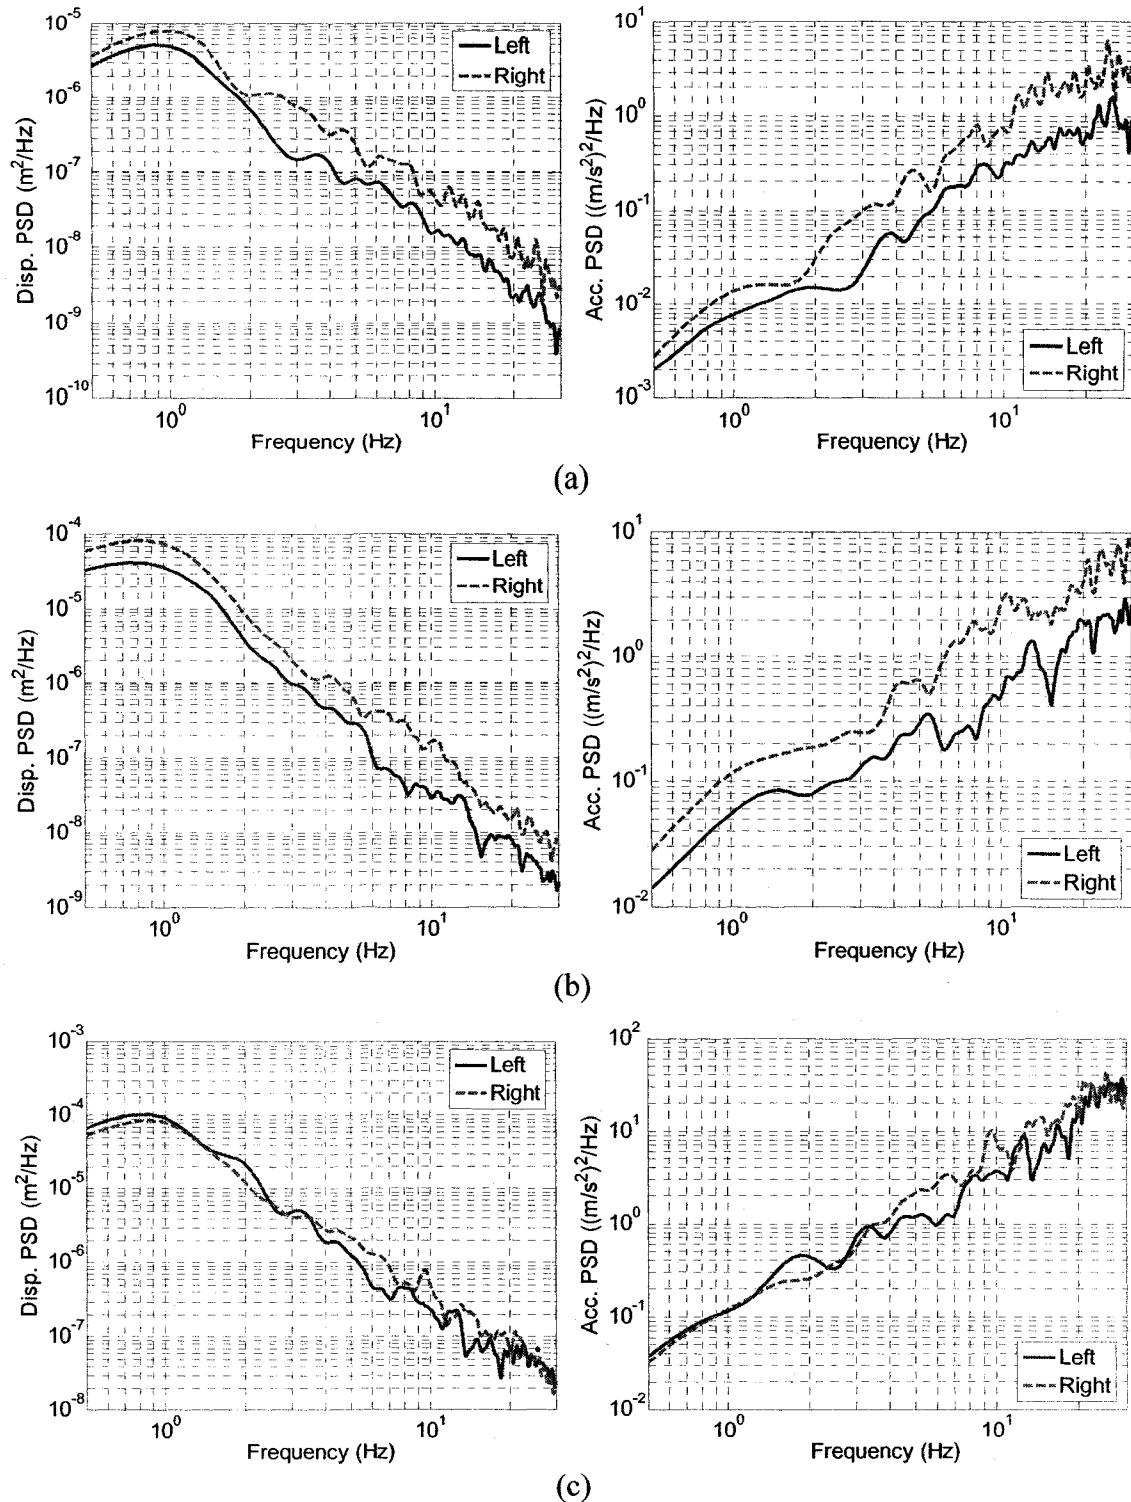 10^-5
10^-6
10^-7
10^-8
10^-9
10^-10
Disp. PSD (m^2/Hz)
Left
Right
10^0
10^1
Frequency (Hz)
10^1
10^0
10^-1
10^-2
10^-3
Acc. PSD ((m/s^2)^2/Hz)
Left
Right
10^0
10^1
Frequency (Hz)
(a)
10^-4
10^-5
10^-6
10^-7
10^-8
10^-9
Disp. PSD (m^2/Hz)
Left
Right
10^0
10^1
Frequency (Hz)
10^1
10^0
10^-1
10^-2
Acc. PSD ((m/s^2)^2/Hz)
Left
Right
10^0
10^1
Frequency (Hz)
(b)
10^-3
10^-4
10^-5
10^-6
10^-7
10^-8
Disp. PSD (m^2/Hz)
Left
Right
10^0
10^1
Frequency (Hz)
10^2
10^1
10^0
10^-1
10^-2
Acc. PSD ((m/s^2)^2/Hz)
Left
Right
10^0
10^1
Frequency (Hz)
(c)